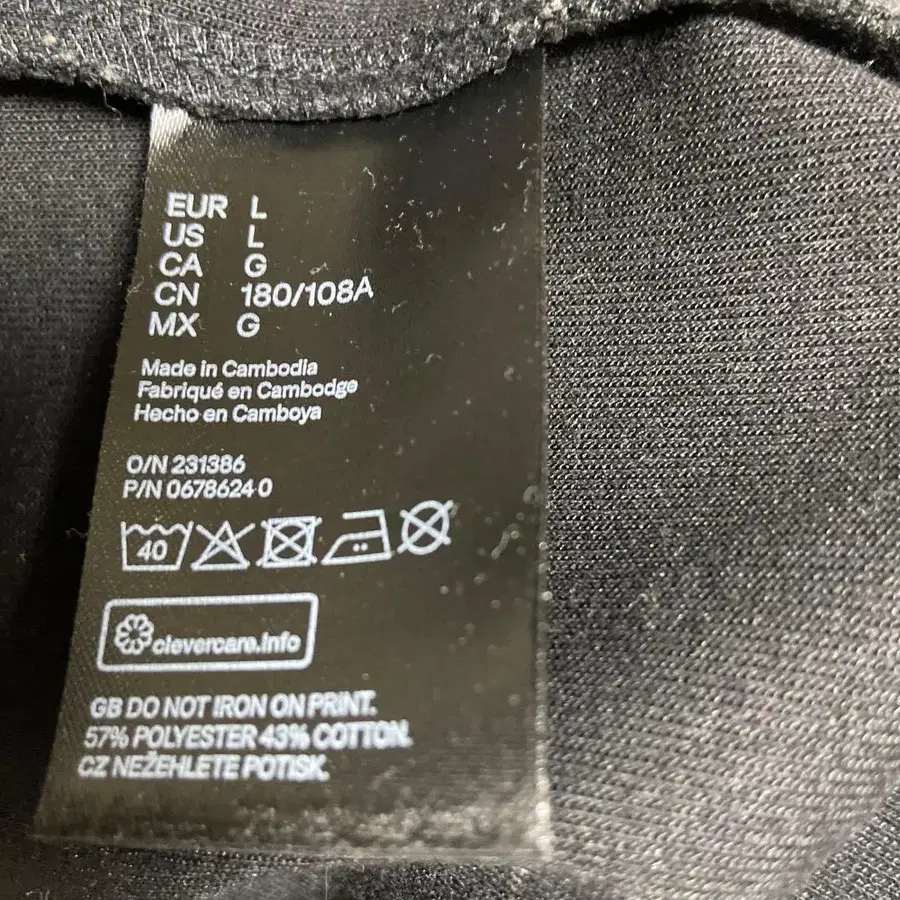 EUR L
US L
CA G
CN 180/108A
MX G
Made in Cambodia
Fabriqué en Cambodge
Hecho en Camboya
O/N 231386
P/N 0678624 0
40
clevercare.info
GB DO NOT IRON ON PRINT.
57% POLYESTER 43% COTTON.
CZ NEŽEHLETE POTISK.